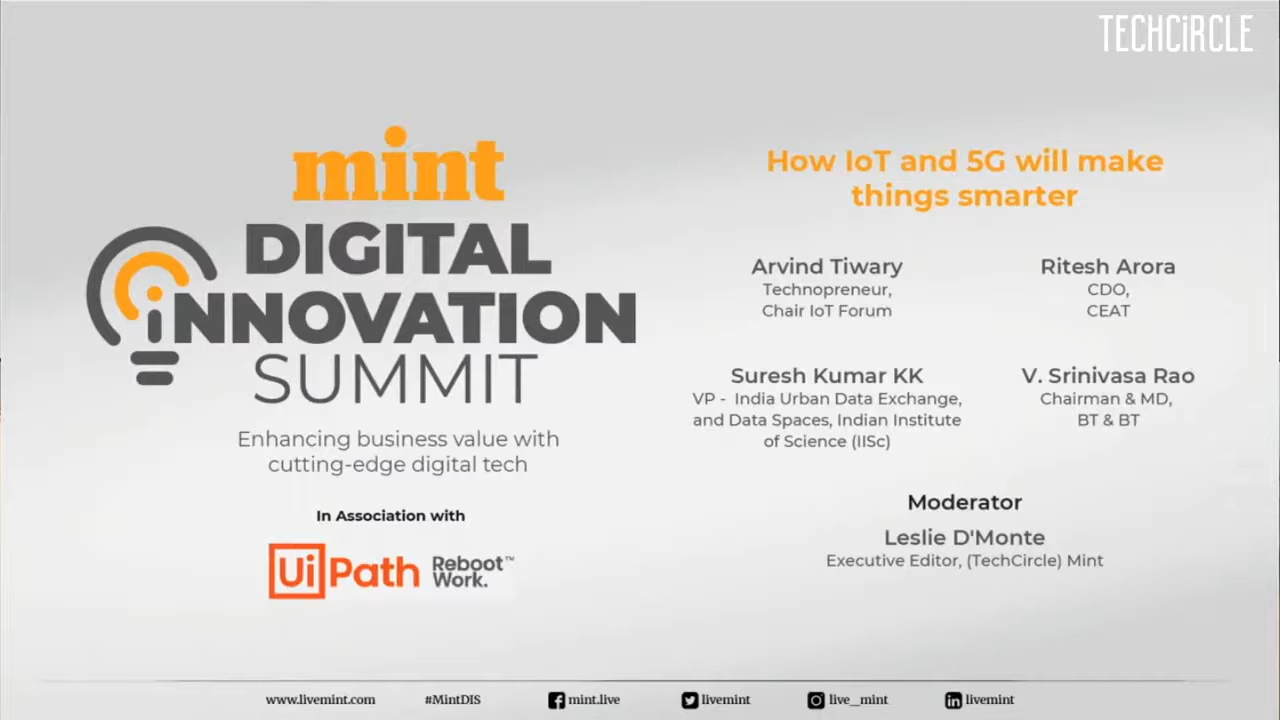 TECHCiRCLE
mint
DIGITAL
iNNOVATION
SUMMIT
Enhancing business value with
cutting-edge digital tech
In Association with
UiPath Reboot Work.™
How IoT and 5G will make
things smarter
Arvind Tiwary
Technopreneur,
Chair IoT Forum
Ritesh Arora
CDO,
CEAT
Suresh Kumar KK
VP - India Urban Data Exchange,
and Data Spaces, Indian Institute
of Science (IISc)
V. Srinivasa Rao
Chairman & MD,
BT & BT
Moderator
Leslie D'Monte
Executive Editor, (TechCircle) Mint
www.livemint.com #MintDIS mint.live livemint live_mint livemint